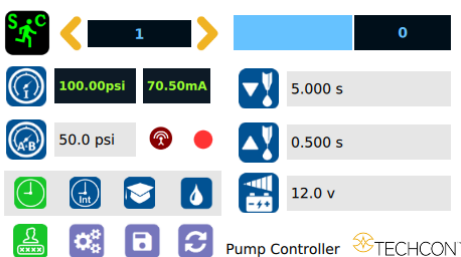 S C
1
0
I
100.00psi 70.50mA
5.000 s
A-B
50.0 psi
0.500 s
Int
12.0 v
xxxx
Pump Controller TECHCON